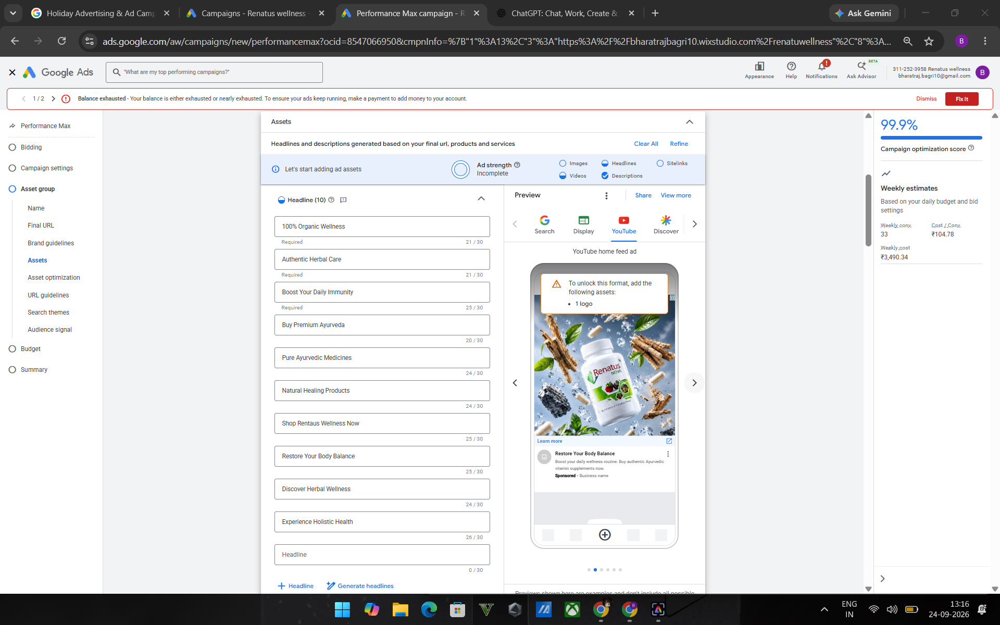 Holiday Advertising & Ad Camp
Campaigns - Renatus wellness -
Performance Max campaign - R
ChatGPT: Chat, Work, Create &
Ask Gemini
ads.google.com/aw/campaigns/new/performancemax?ocid=8547066950&cmpnInfo=%7B"1"%3A13%2C"3"%3A"https%3A%2F%2Fbharatrajbagri10.wixstudio.com%2Frenatuwellness"%2C"8"%3A...
B
Google Ads
"What are my top performing campaigns?"
Appearance
Help
Notifications
BETA
Ask Advisor
311-252-3958 Renatus wellness
bharatraj.bagri10@gmail.com
B
1 / 2
Balance exhausted - Your balance is either exhausted or nearly exhausted. To ensure your ads keep running, make a payment to add money to your account.
Dismiss
Fix It
Performance Max
Bidding
Campaign settings
Asset group
Name
Final URL
Brand guidelines
Assets
Asset optimization
URL guidelines
Search themes
Audience signal
Budget
Summary
Assets
Headlines and descriptions generated based on your final url, products and services
Clear All
Refine
Let's start adding ad assets
Ad strength
Incomplete
Images
Headlines
Sitelinks
Videos
Descriptions
Headline (10)
100% Organic Wellness
Required
21 / 30
Authentic Herbal Care
Required
21 / 30
Boost Your Daily Immunity
Required
25 / 30
Buy Premium Ayurveda
20 / 30
Pure Ayurvedic Medicines
24 / 30
Natural Healing Products
24 / 30
Shop Rentaus Wellness Now
25 / 30
Restore Your Body Balance
25 / 30
Discover Herbal Wellness
24 / 30
Experience Holistic Health
26 / 30
Headline
0 / 30
Headline
Generate headlines
Preview
Share
View more
Search
Display
YouTube
Discover
YouTube home feed ad
To unlock this format, add the
following assets:
• 1 logo
Renatus
NOVA
Learn more
Restore Your Body Balance
Boost your daily wellness routine. Buy authentic Ayurvedic
vitamin supplements now.
Sponsored · Business name
Previews shown here are examples and don't include all possible
99.9%
Campaign optimization score
Weekly estimates
Based on your daily budget and bid
settings
Weekly conv.
33
Cost / Conv.
₹104.78
Weekly cost
₹3,490.34
ENG
IN
13:16
24-09-2026